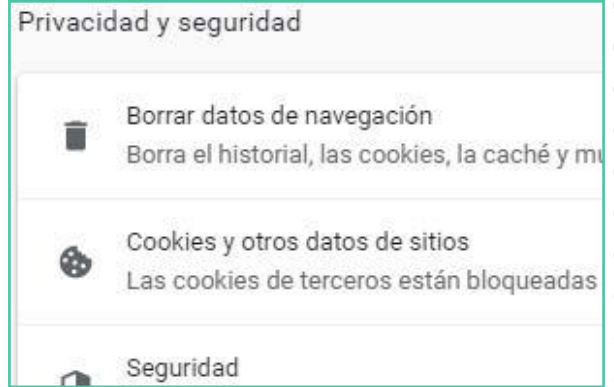 Privacidad y seguridad
Borrar datos de navegación
Borra el historial, las cookies, la caché y
Cookies y otros datos de sitios
Las cookies de terceros están bloqueadas
Seguridad